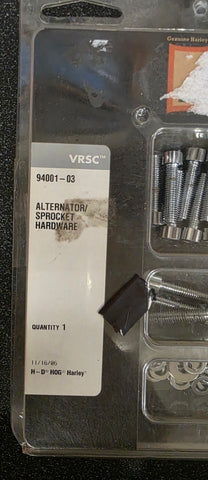 Genuine Harley
VRSC™
94001-03
ALTERNATOR/
SPROCKET
HARDWARE
QUANTITY 1
11/16/06
H-D® HOG® Harley®